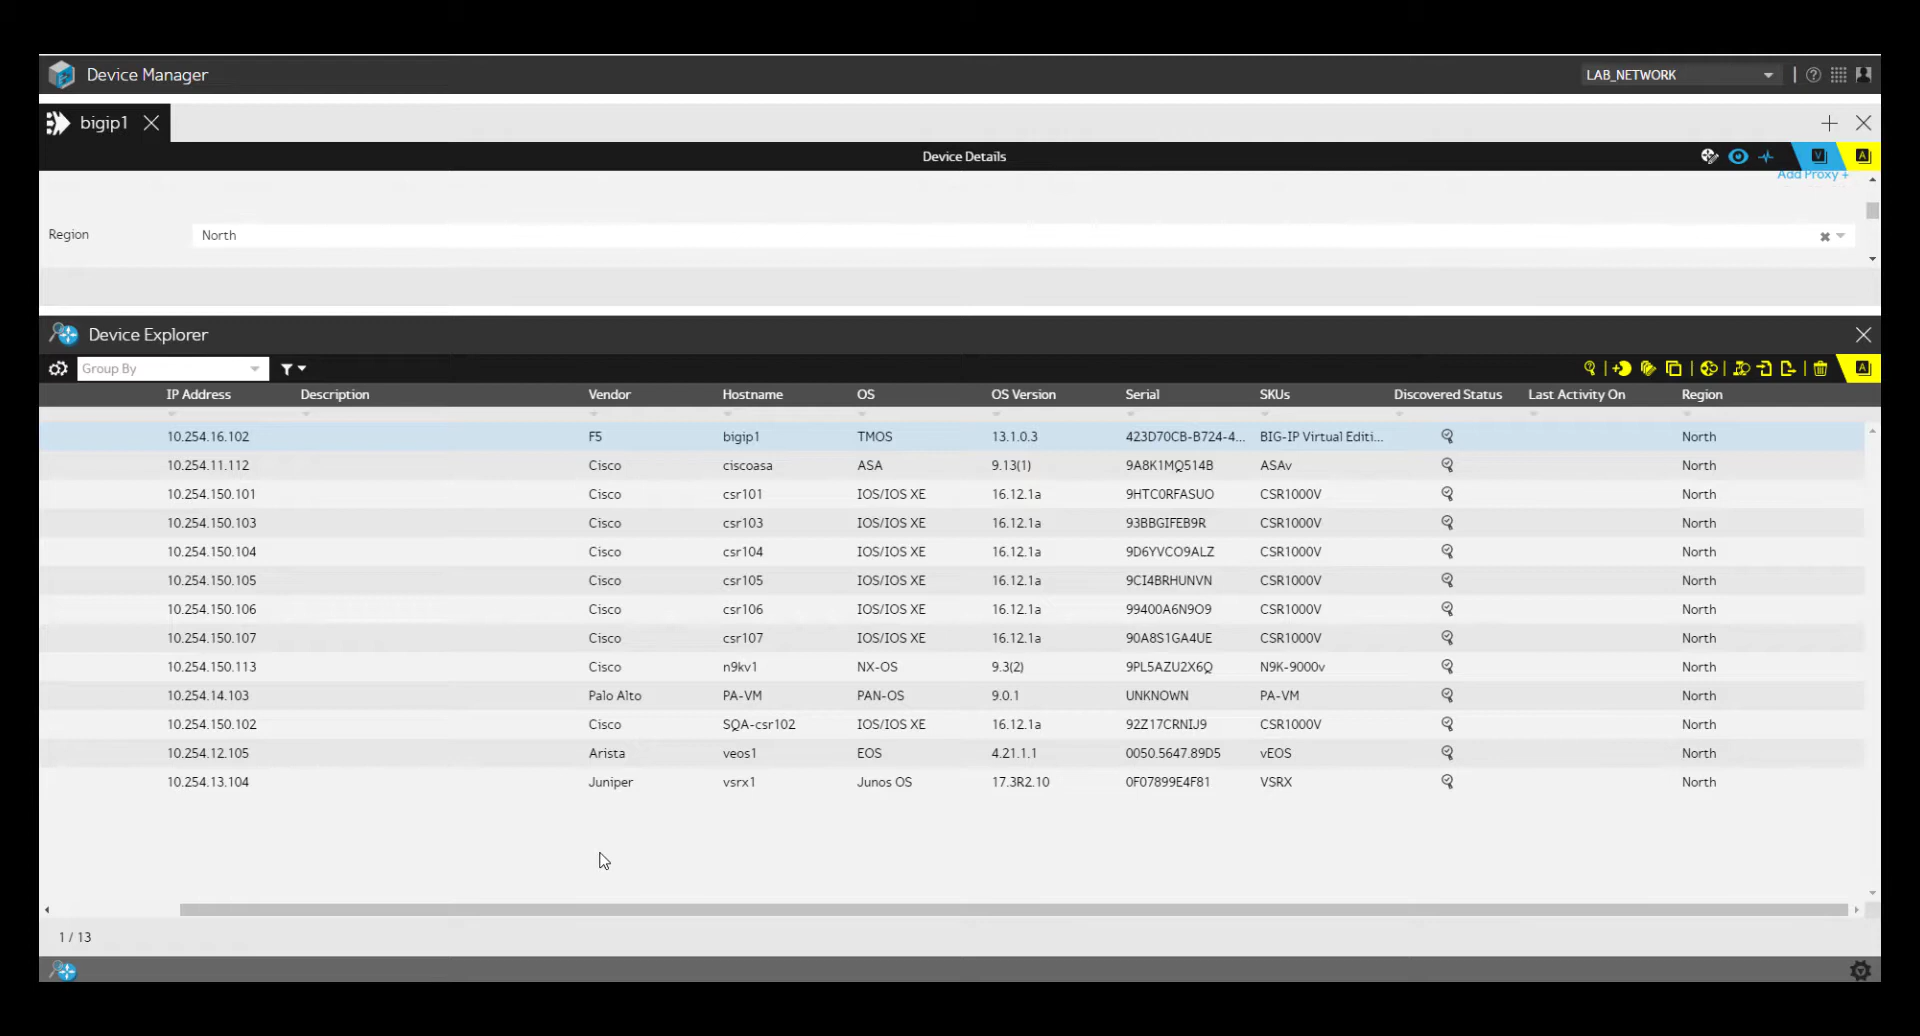 Device Manager LAB_NETWORK
bigip1
Device Details V A
Add Proxy +
Region North
Device Explorer
Group By A
IP Address Description Vendor Hostname OS OS Version Serial SKUs Discovered Status Last Activity On Region
10.254.16.102 F5 bigip1 TMOS 13.1.0.3 423D70CB-B724-4... BIG-IP Virtual Editi... North
10.254.11.112 Cisco ciscoasa ASA 9.13(1) 9A8K1MQ514B ASAv North
10.254.150.101 Cisco csr101 IOS/IOS XE 16.12.1a 9HTC0RFASUO CSR1000V North
10.254.150.103 Cisco csr103 IOS/IOS XE 16.12.1a 93BBGIFEB9R CSR1000V North
10.254.150.104 Cisco csr104 IOS/IOS XE 16.12.1a 9D6YVCO9ALZ CSR1000V North
10.254.150.105 Cisco csr105 IOS/IOS XE 16.12.1a 9CI4BRHUNVN CSR1000V North
10.254.150.106 Cisco csr106 IOS/IOS XE 16.12.1a 99400A6N9O9 CSR1000V North
10.254.150.107 Cisco csr107 IOS/IOS XE 16.12.1a 90A8S1GA4UE CSR1000V North
10.254.150.113 Cisco n9kv1 NX-OS 9.3(2) 9PL5AZU2X6Q N9K-9000v North
10.254.14.103 Palo Alto PA-VM PAN-OS 9.0.1 UNKNOWN PA-VM North
10.254.150.102 Cisco SQA-csr102 IOS/IOS XE 16.12.1a 92Z17CRNIJ9 CSR1000V North
10.254.12.105 Arista veos1 EOS 4.21.1.1 0050.5647.89D5 vEOS North
10.254.13.104 Juniper vsrx1 Junos OS 17.3R2.10 0F07899E4F81 VSRX North
1 / 13